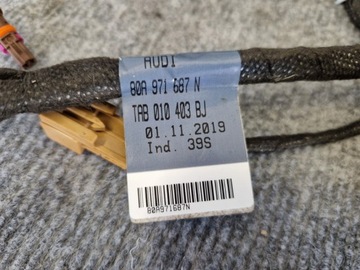 AUDI
80A 971 687 N
TAB 010 403 BJ
01.11.2019
Ind. 39S
80A971687N